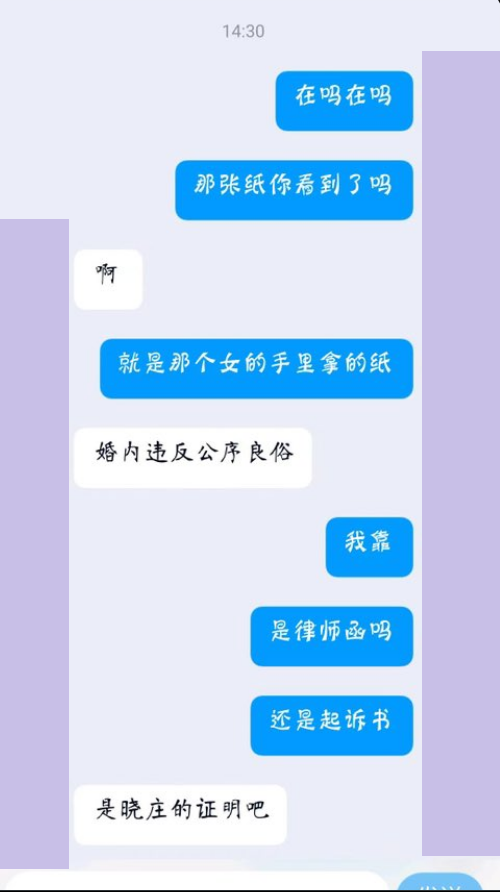 14:30
在吗在吗
那张纸你看到了吗
啊
就是那个女的手里拿的纸
婚内违反公序良俗
我靠
是律师函吗
还是起诉书
是晓庄的证明吧
发送